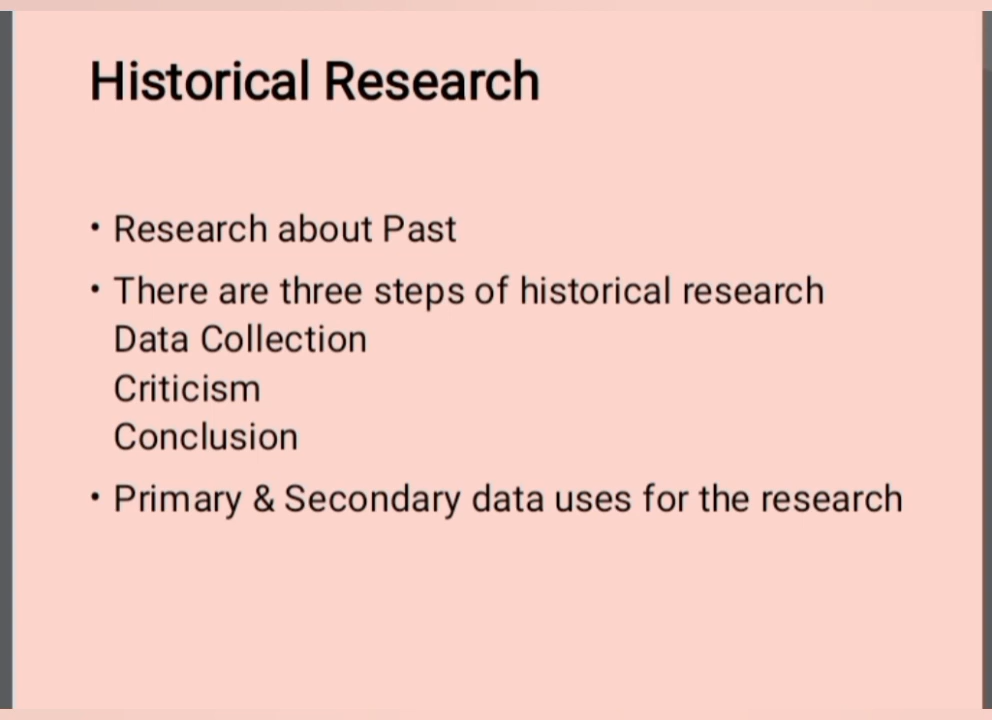 Historical Research
• Research about Past
• There are three steps of historical research
Data Collection
Criticism
Conclusion
• Primary & Secondary data uses for the research